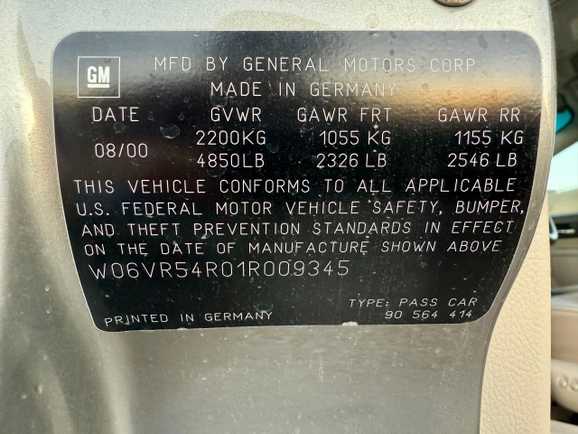 GM
MFD BY GENERAL MOTORS CORP
MADE IN GERMANY
DATE GVWR GAWR FRT GAWR RR
08/00 2200KG 1055 KG 1155 KG
4850LB 2326 LB 2546 LB
THIS VEHICLE CONFORMS TO ALL APPLICABLE
U.S. FEDERAL MOTOR VEHICLE SAFETY, BUMPER,
AND THEFT PREVENTION STANDARDS IN EFFECT
ON THE DATE OF MANUFACTURE SHOWN ABOVE
W06VR54R01R009345
TYPE: PASS CAR
PRINTED IN GERMANY 90 564 414